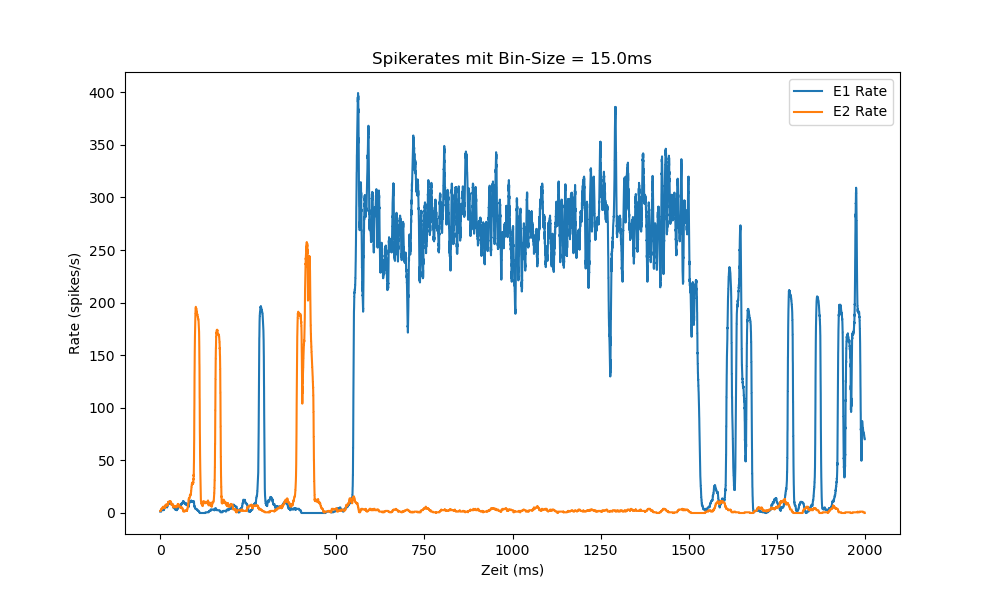 Spikerates mit Bin-Size = 15.0ms
E1 Rate
E2 Rate
400
350
300
250
200
150
100
50
0
Rate (spikes/s)
0 250 500 750 1000 1250 1500 1750 2000
Zeit (ms)